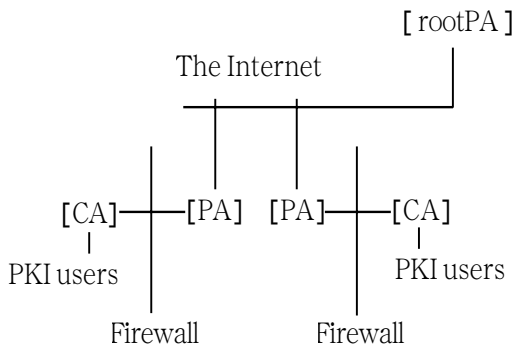 [ rootPA ]
The Internet
[CA] [PA] [PA] [CA]
PKI users PKI users
Firewall Firewall